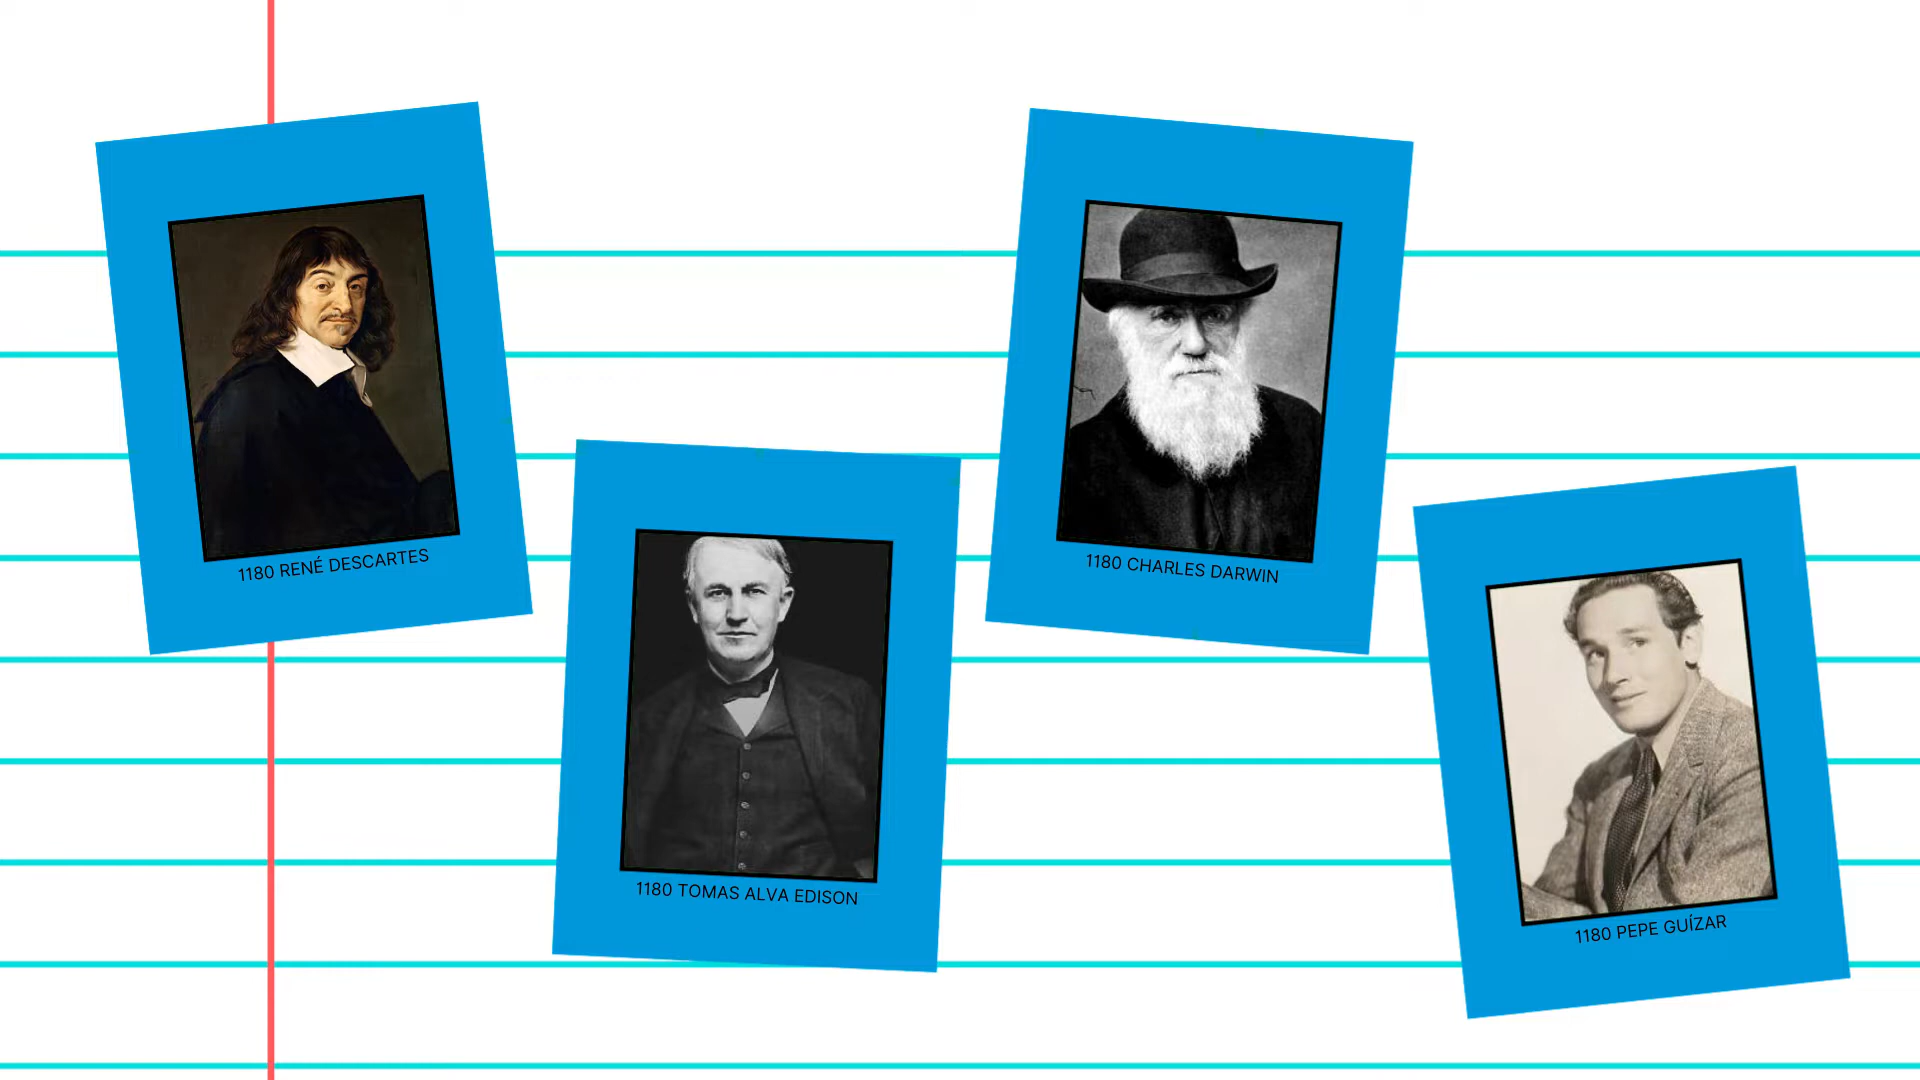 1180 RENÉ DESCARTES
1180 TOMAS ALVA EDISON
1180 CHARLES DARWIN
1180 PEPE GUÍZAR